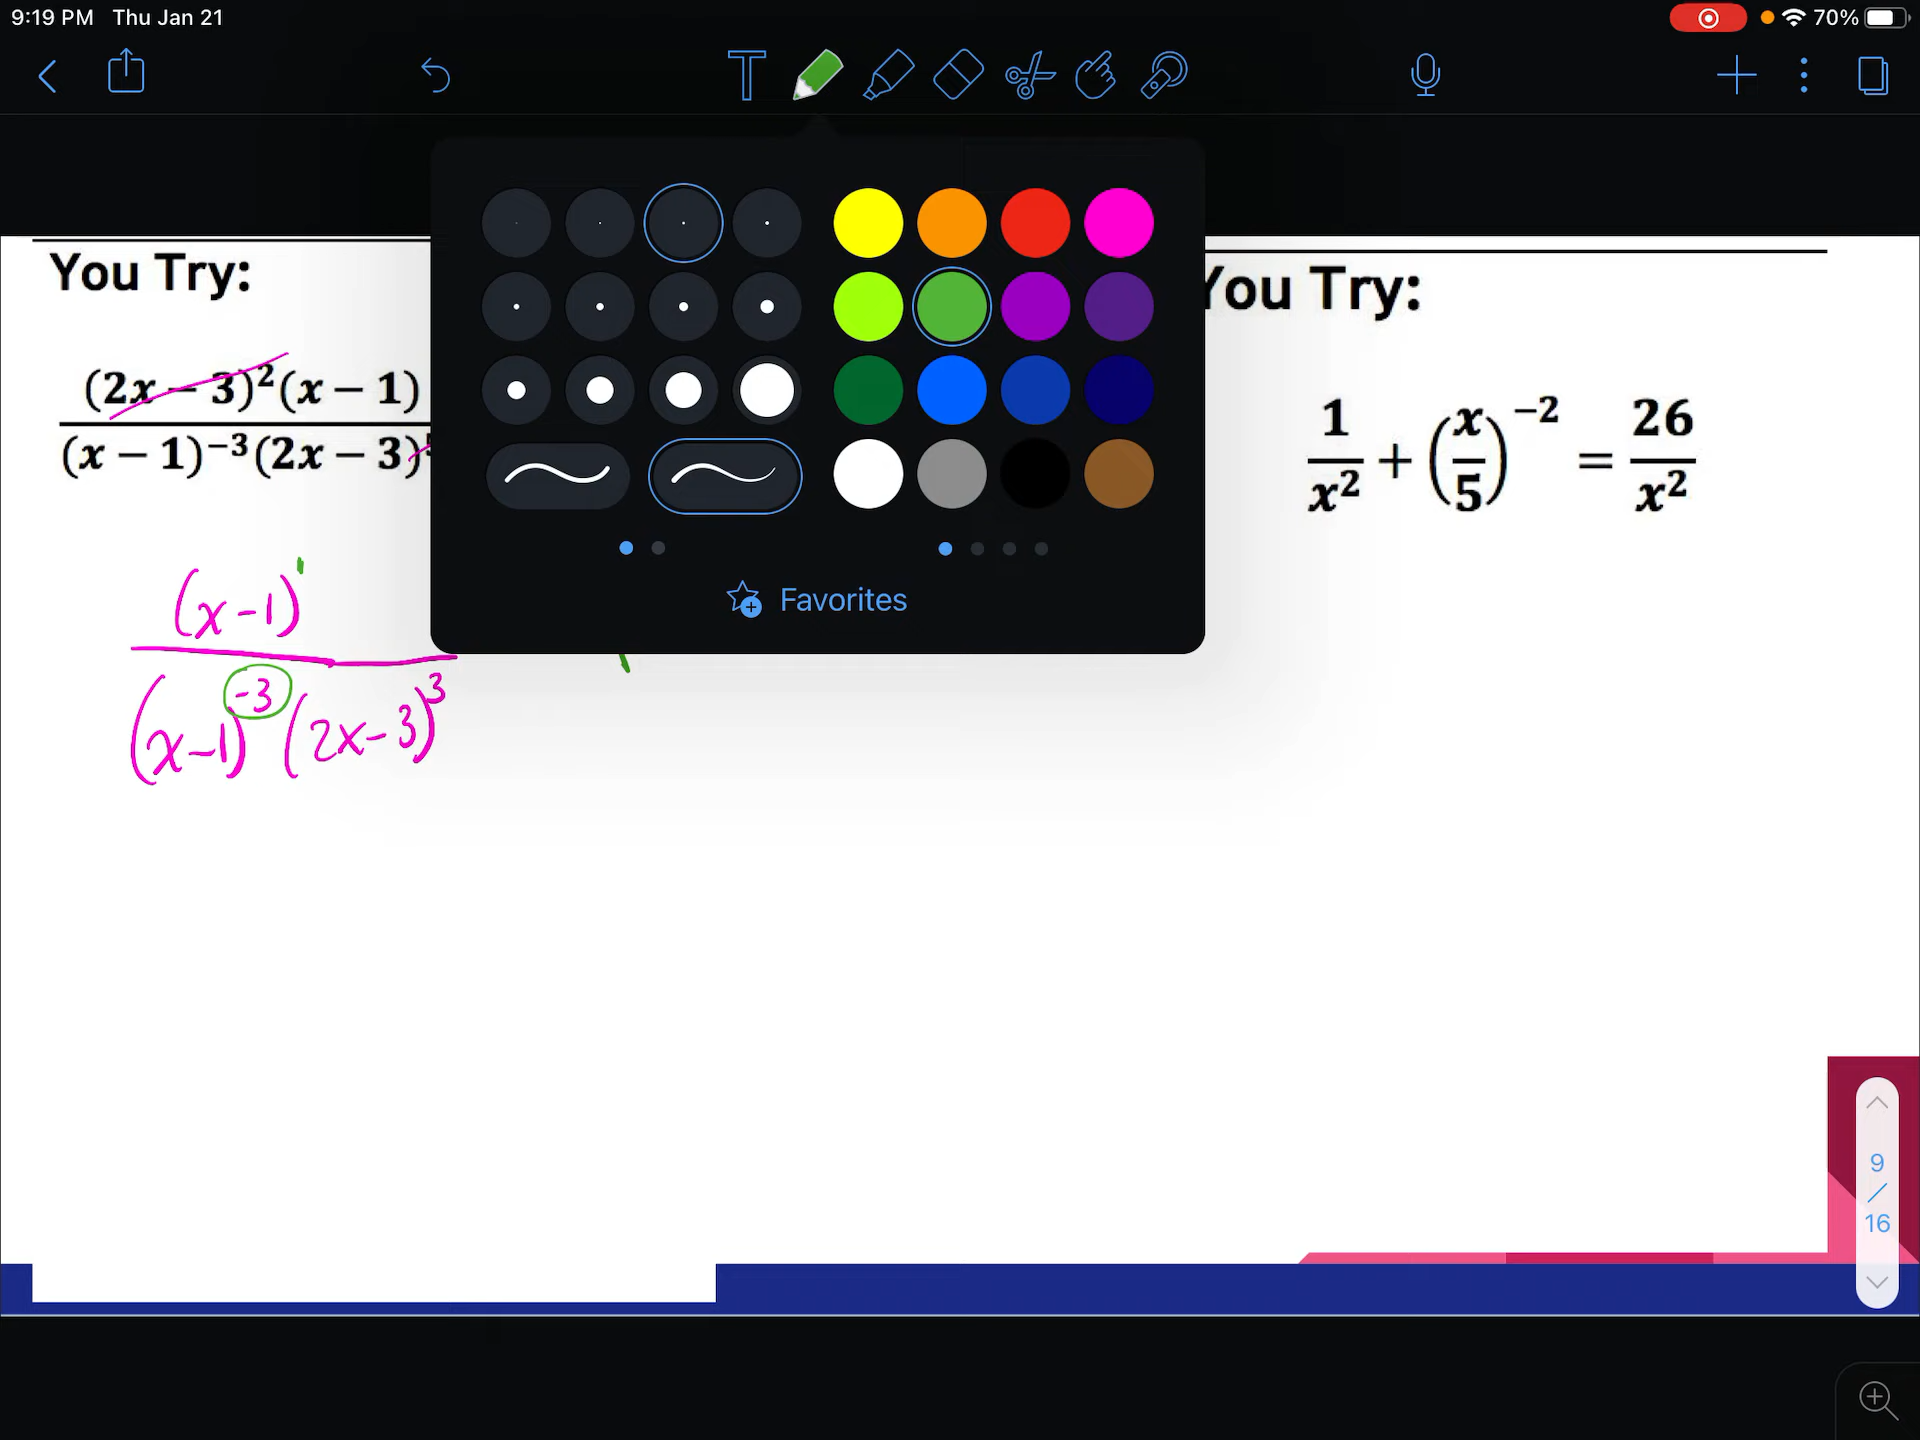 9:19 PM Thu Jan 21
70%
T
Favorites
You Try:
(2x − 3)²(x − 1)
(x − 1)⁻³(2x − 3)
(x-1)¹
(x-1)⁻³(2x-3)³
You Try:
1/x² + (x/5)⁻² = 26/x²
9
/
16